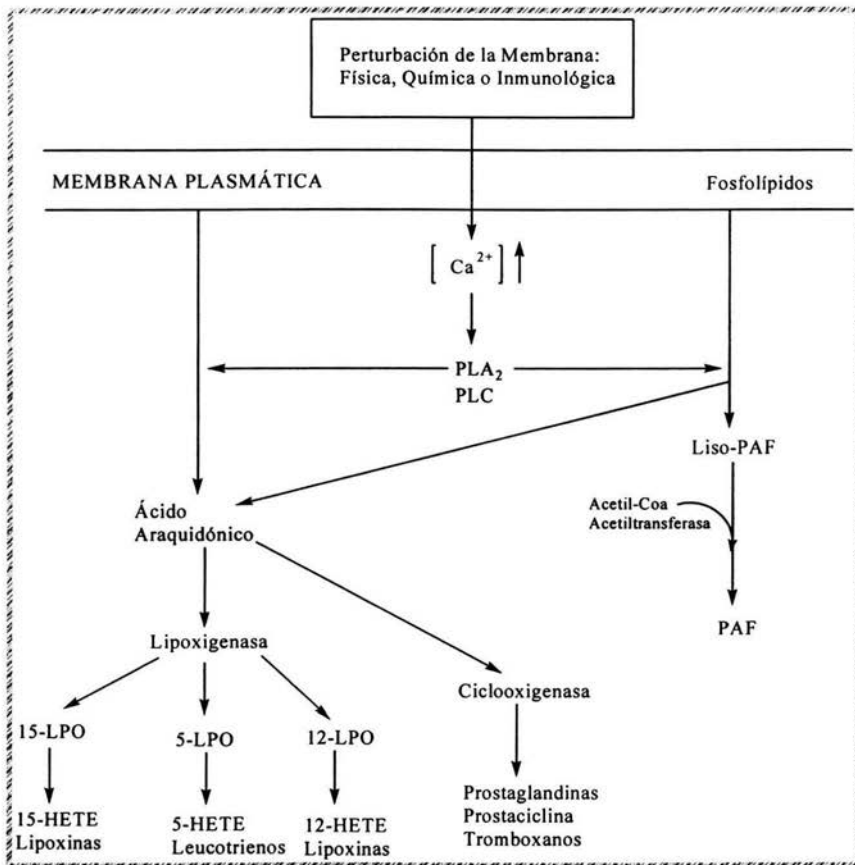 Perturbación de la Membrana:
Física, Química o Inmunológica
MEMBRANA PLASMÁTICA
Fosfolípidos
[ Ca2+ ]
PLA2
PLC
Liso-PAF
Ácido
Araquidónico
Acetil-Coa
Acetiltransferasa
PAF
Lipoxigenasa
Ciclooxigenasa
15-LPO
5-LPO
12-LPO
15-HETE
Lipoxinas
5-HETE
Leucotrienos
12-HETE
Lipoxinas
Prostaglandinas
Prostaciclina
Tromboxanos